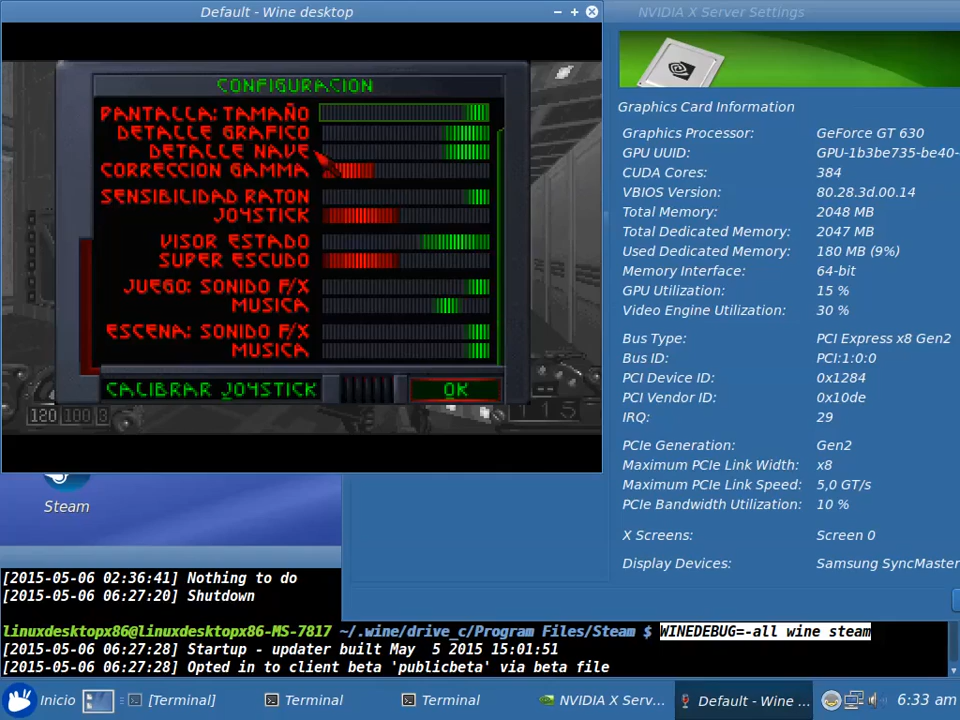 Default - Wine desktop
CONFIGURACION
PANTALLA: TAMAÑO
DETALLE GRAFICO
DETALLE NAVE
CORRECCION GAMMA
SENSIBILIDAD RATON
JOYSTICK
VISOR ESTADO
SUPER ESCUDO
JUEGO: SONIDO F/X
MUSICA
ESCENA: SONIDO F/X
MUSICA
CALIBRAR JOYSTICK
OK
180 100 3
115
NVIDIA X Server Settings
Graphics Card Information
Graphics Processor: GeForce GT 630
GPU UUID: GPU-1b3be735-be40-
CUDA Cores: 384
VBIOS Version: 80.28.3d.00.14
Total Memory: 2048 MB
Total Dedicated Memory: 2047 MB
Used Dedicated Memory: 180 MB (9%)
Memory Interface: 64-bit
GPU Utilization: 15 %
Video Engine Utilization: 30 %
Bus Type: PCI Express x8 Gen2
Bus ID: PCI:1:0:0
PCI Device ID: 0x1284
PCI Vendor ID: 0x10de
IRQ: 29
PCIe Generation: Gen2
Maximum PCIe Link Width: x8
Maximum PCIe Link Speed: 5,0 GT/s
PCIe Bandwidth Utilization: 10 %
X Screens: Screen 0
Display Devices: Samsung SyncMaster
Steam
[2015-05-06 02:36:41] Nothing to do
[2015-05-06 06:27:20] Shutdown
linuxdesktopx86@linuxdesktopx86-MS-7817 ~/.wine/drive_c/Program Files/Steam $ WINEDEBUG=-all wine steam
[2015-05-06 06:27:28] Startup - updater built May  5 2015 15:01:51
[2015-05-06 06:27:28] Opted in to client beta 'publicbeta' via beta file
Inicio [Terminal] Terminal Terminal NVIDIA X Serv... Default - Wine ... 6:33 am